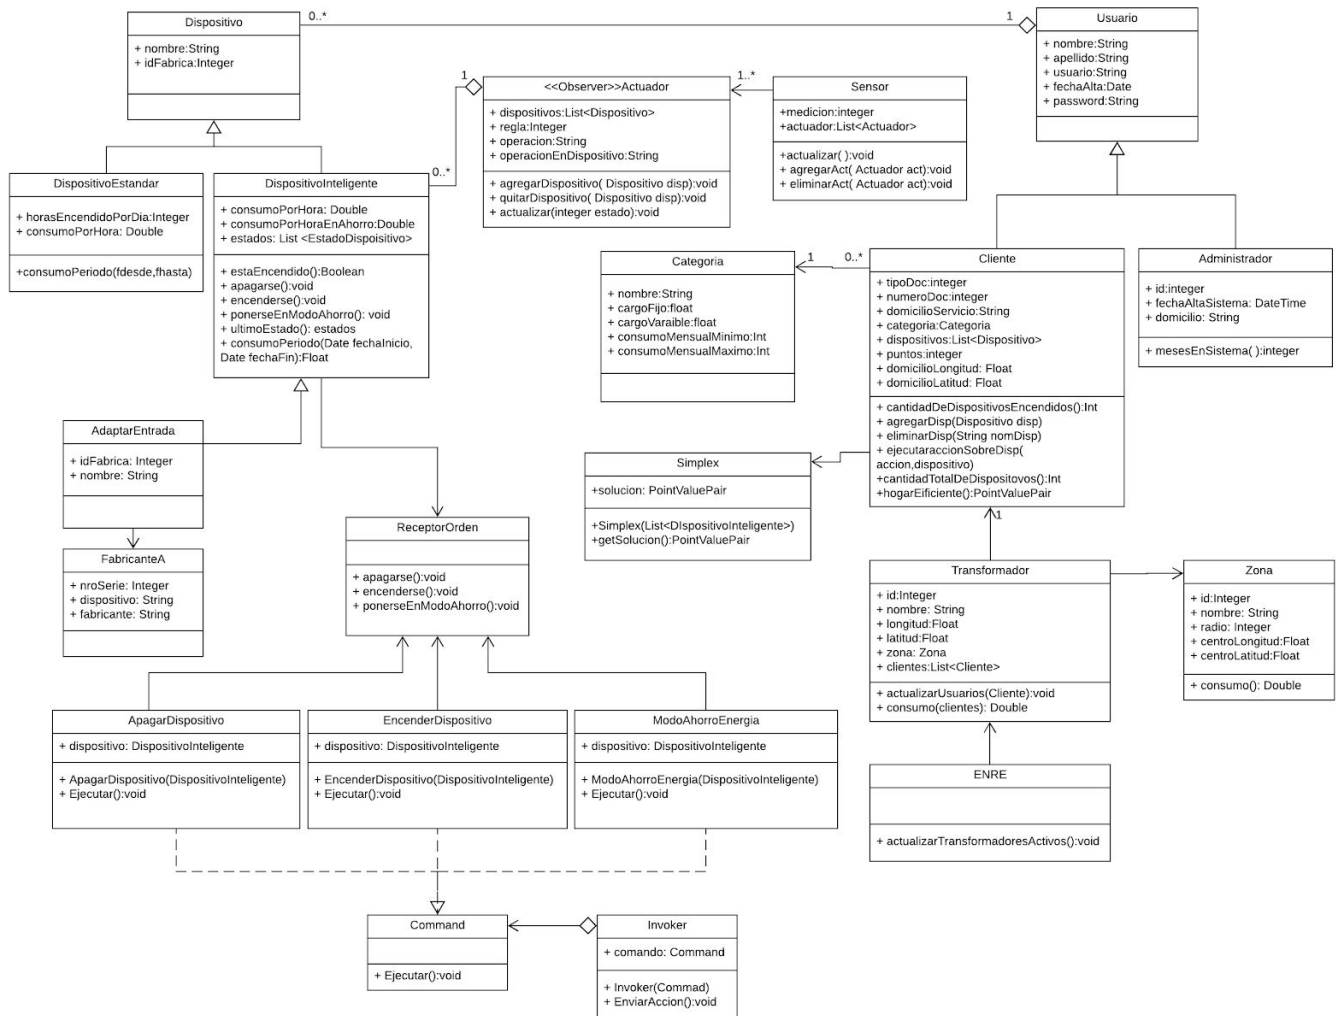 Dispositivo
+ nombre:String
+ idFabrica:Integer
0..*
1
Usuario
+ nombre:String
+ apellido:String
+ usuario:String
+ fechaAlta:Date
+ password:String
1
0..*
<<Observer>>Actuador
+ dispositivos:List<Dispositivo>
+ regla:Integer
+ operacion:String
+ operacionEnDispositivo:String
+ agregarDispositivo( Dispositivo disp):void
+ quitarDispositivo( Dispositivo disp):void
+ actualizar(integer estado):void
1..*
Sensor
+medicion:integer
+actuador:List<Actuador>
+actualizar( ):void
+ agregarAct( Actuador act):void
+ eliminarAct( Actuador act):void
DispositivoEstandar
+ horasEncendidoPorDia:Integer
+ consumoPorHora: Double
+consumoPeriodo(fdesde,fhasta)
DispositivoInteligente
+ consumoPorHora: Double
+ consumoPorHoraEnAhorro:Double
+ estados: List <EstadoDispoisitivo>
+ estaEncendido():Boolean
+ apagarse():void
+ encenderse():void
+ ponerseEnModoAhorro(): void
+ ultimoEstado(): estados
+ consumoPeriodo(Date fechaInicio,
Date fechaFin):Float
Categoria
+ nombre:String
+ cargoFijo:float
+ cargoVaraible:float
+ consumoMensualMinimo:Int
+ consumoMensualMaximo:Int
1
0..*
Cliente
+ tipoDoc:integer
+ numeroDoc:integer
+ domicilioServicio:String
+ categoria:Categoria
+ dispositivos:List<Dispositivo>
+ puntos:integer
+ domicilioLongitud: Float
+ domicilioLatitud: Float
+ cantidadDeDispositivosEncendidos():Int
+ agregarDisp(Dispositivo disp)
+ eliminarDisp(String nomDisp)
+ ejecutaraccionSobreDisp(
accion,dispositivo)
+cantidadTotalDeDispositovos():Int
+hogarEificiente():PointValuePair
Administrador
+ id:integer
+ fechaAltaSistema: DateTime
+ domicilio: String
+ mesesEnSistema( ):integer
AdaptarEntrada
+ idFabrica: Integer
+ nombre: String
FabricanteA
+ nroSerie: Integer
+ dispositivo: String
+ fabricante: String
ReceptorOrden
+ apagarse():void
+ encenderse():void
+ ponerseEnModoAhorro():void
Simplex
+solucion: PointValuePair
+Simplex(List<DIspositivoInteligente>)
+getSolucion():PointValuePair
1
Transformador
+ id:Integer
+ nombre: String
+ longitud:Float
+ latitud:Float
+ zona: Zona
+ clientes:List<Cliente>
+ actualizarUsuarios(Cliente):void
+ consumo(clientes): Double
Zona
+ id:Integer
+ nombre: String
+ radio: Integer
+ centroLongitud:Float
+ centroLatitud:Float
+ consumo(): Double
ApagarDispositivo
+ dispositivo: DispositivoInteligente
+ ApagarDispositivo(DispositivoInteligente)
+ Ejecutar():void
EncenderDispositivo
+ dispositivo: DispositivoInteligente
+ EncenderDispositivo(DispositivoInteligente)
+ Ejecutar():void
ModoAhorroEnergia
+ dispositivo: DispositivoInteligente
+ ModoAhorroEnergia(DispositivoInteligente)
+ Ejecutar():void
ENRE
+ actualizarTransformadoresActivos():void
Command
+ Ejecutar():void
Invoker
+ comando: Command
+ Invoker(Commad)
+ EnviarAccion():void